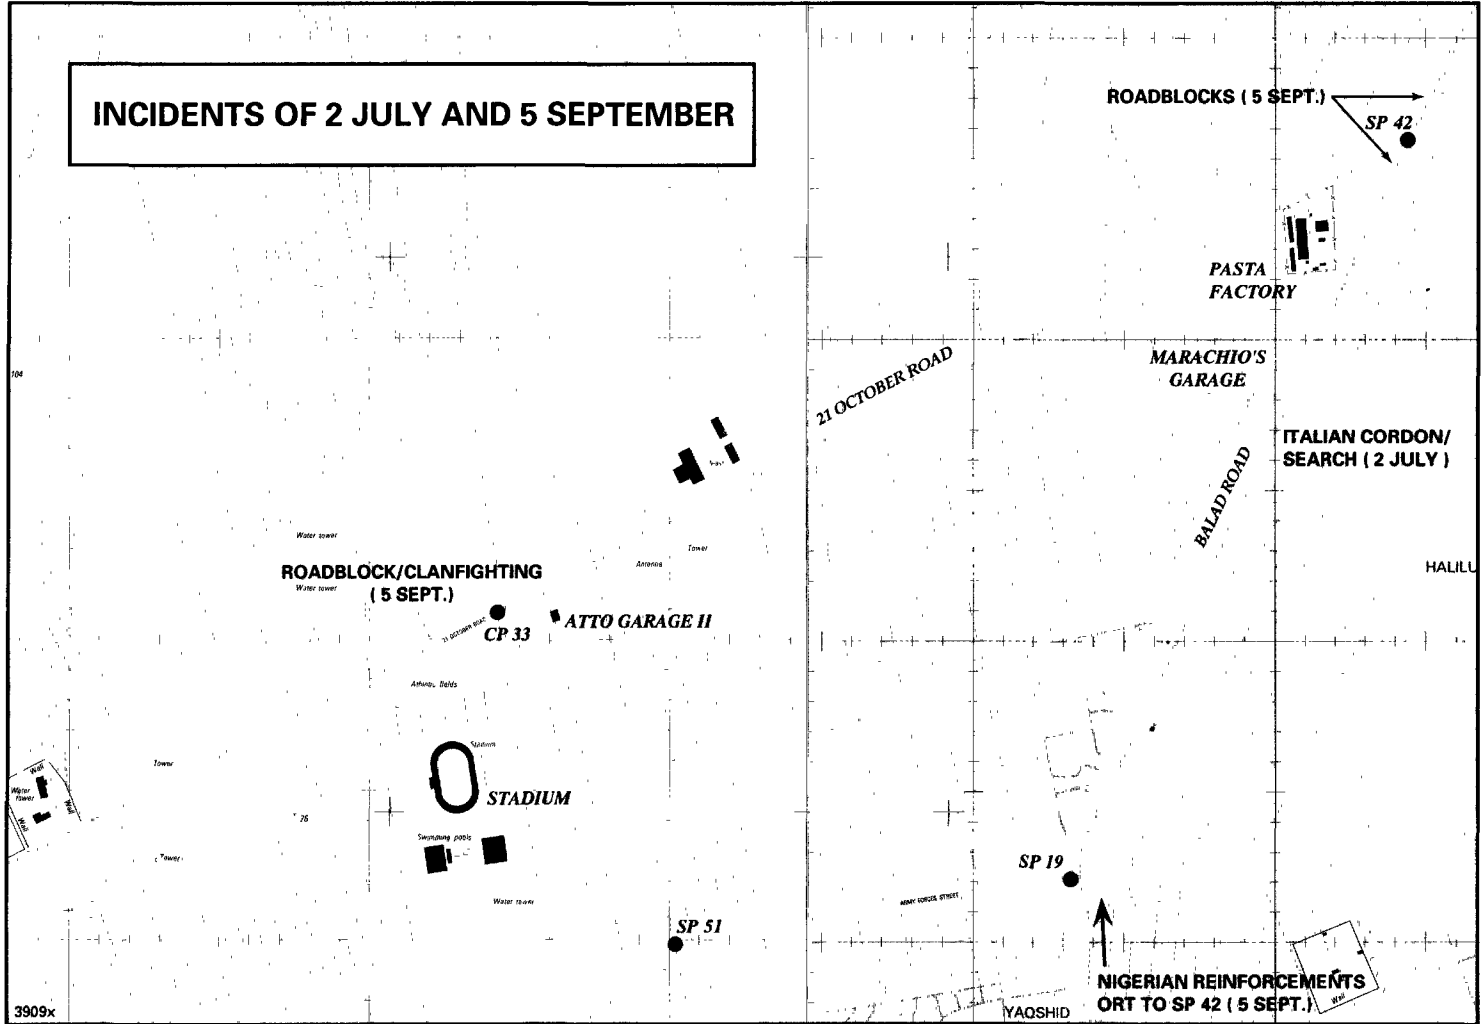 INCIDENTS OF 2 JULY AND 5 SEPTEMBER
ROADBLOCKS ( 5 SEPT.)
SP 42
PASTA
FACTORY
21 OCTOBER ROAD
MARACHIO'S
GARAGE
104
ITALIAN CORDON/
SEARCH ( 2 JULY )
BALAD ROAD
Water tower
Tower
Antenna
HALILU
ROADBLOCK/CLANFIGHTING
( 5 SEPT.)
Water tower
ATTO GARAGE II
CP 33
21 OCTOBER ROAD
Athletic fields
Stadium
STADIUM
Tower
Wall
Water
tower
Wall
Wall
76
Swimming pools
Tower
SP 19
Water tower
ARMY FORCES STREET
SP 51
NIGERIAN REINFORCEMENTS
ORT TO SP 42 ( 5 SEPT.)
Wall
YAQSHID
3909x